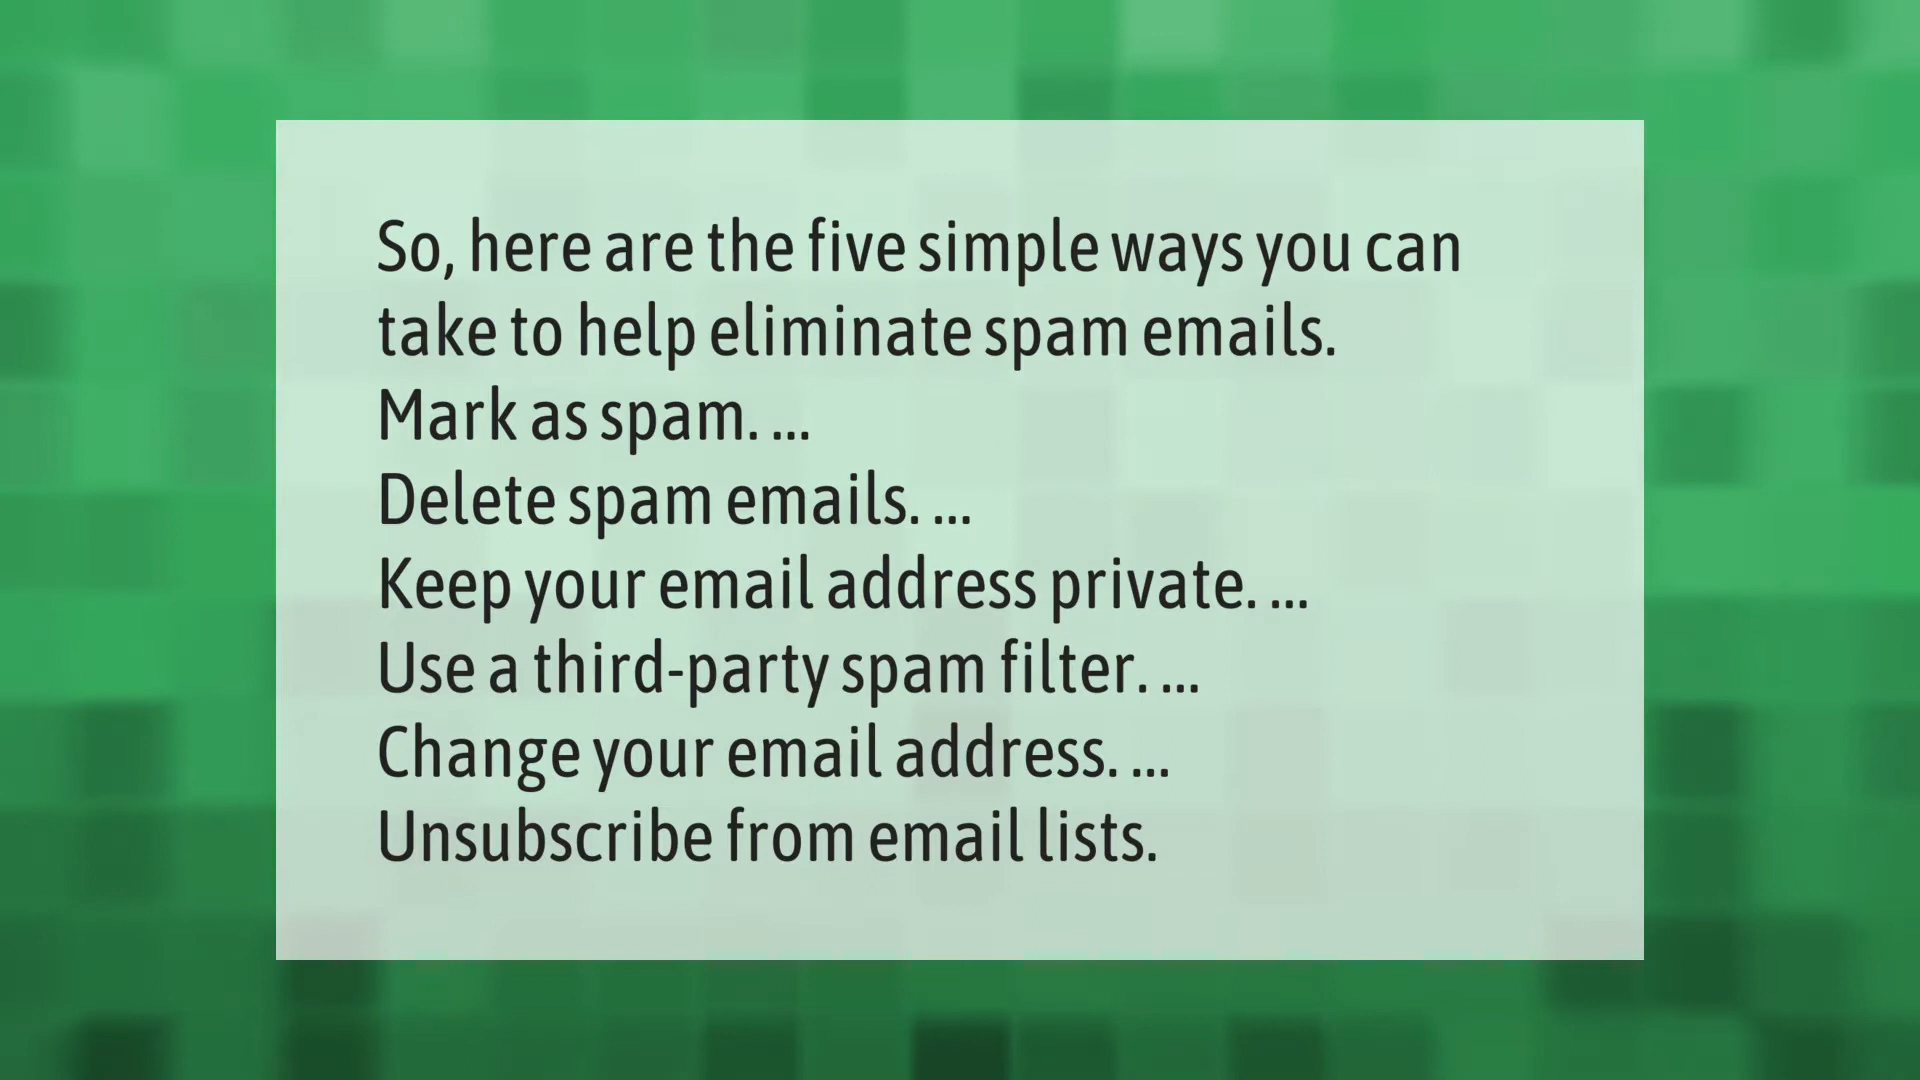 So, here are the five simple ways you can
take to help eliminate spam emails.
Mark as spam. ...
Delete spam emails. ...
Keep your email address private. ...
Use a third-party spam filter. ...
Change your email address. ...
Unsubscribe from email lists.